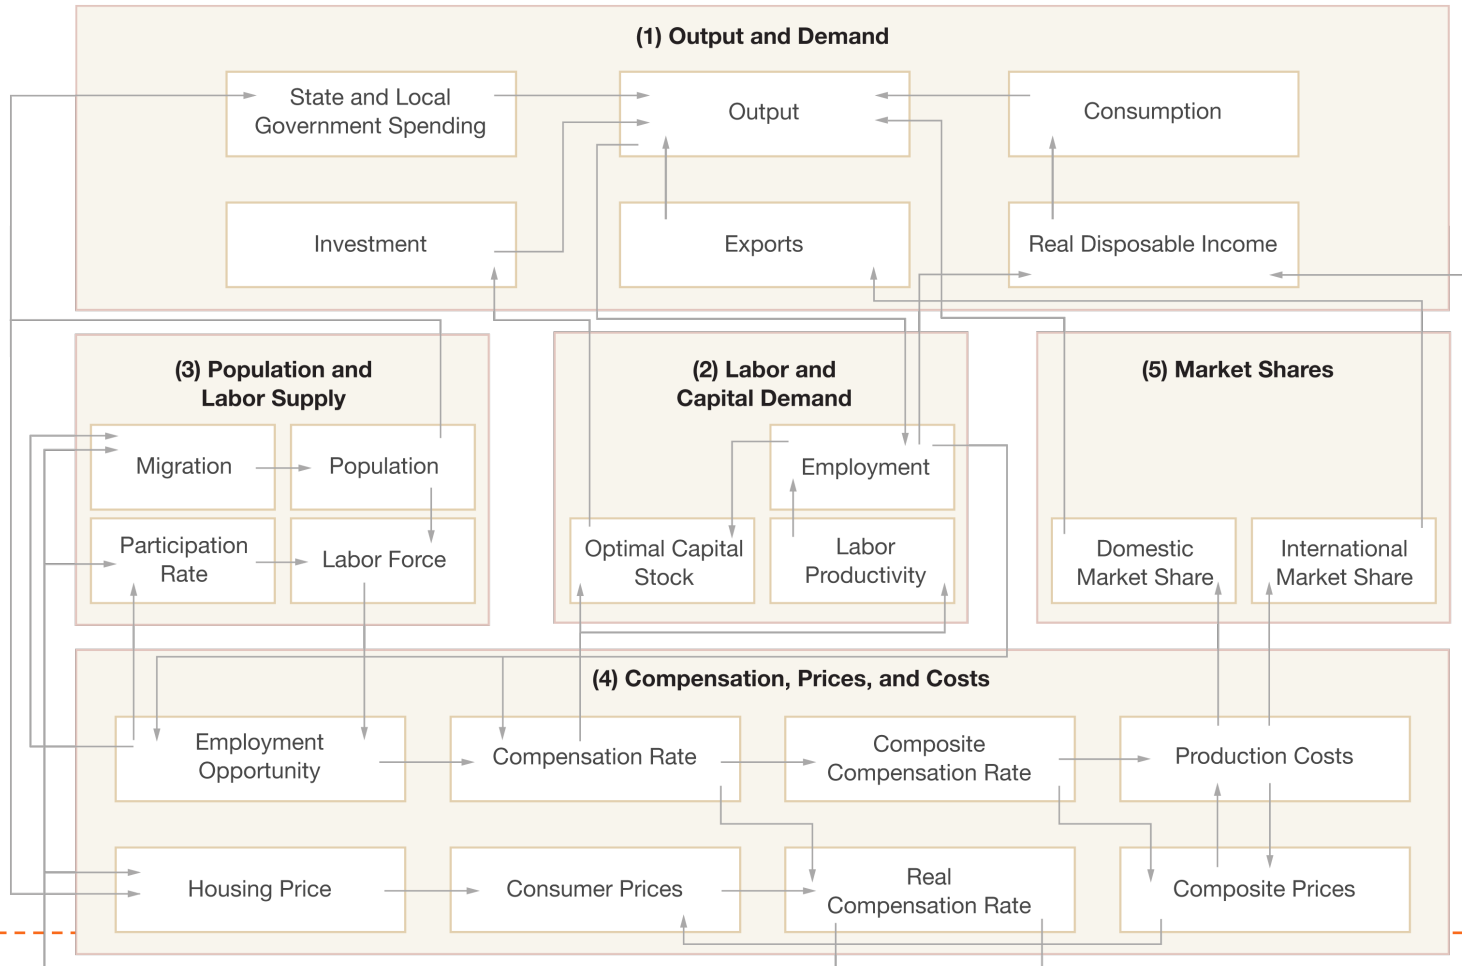 (1) Output and Demand
State and Local
Government Spending
Output
Consumption
Investment
Exports
Real Disposable Income
(3) Population and
Labor Supply
Migration
Population
Participation
Rate
Labor Force
(2) Labor and
Capital Demand
Employment
Optimal Capital
Stock
Labor
Productivity
(5) Market Shares
Domestic
Market Share
International
Market Share
(4) Compensation, Prices, and Costs
Employment
Opportunity
Compensation Rate
Composite
Compensation Rate
Production Costs
Housing Price
Consumer Prices
Real
Compensation Rate
Composite Prices